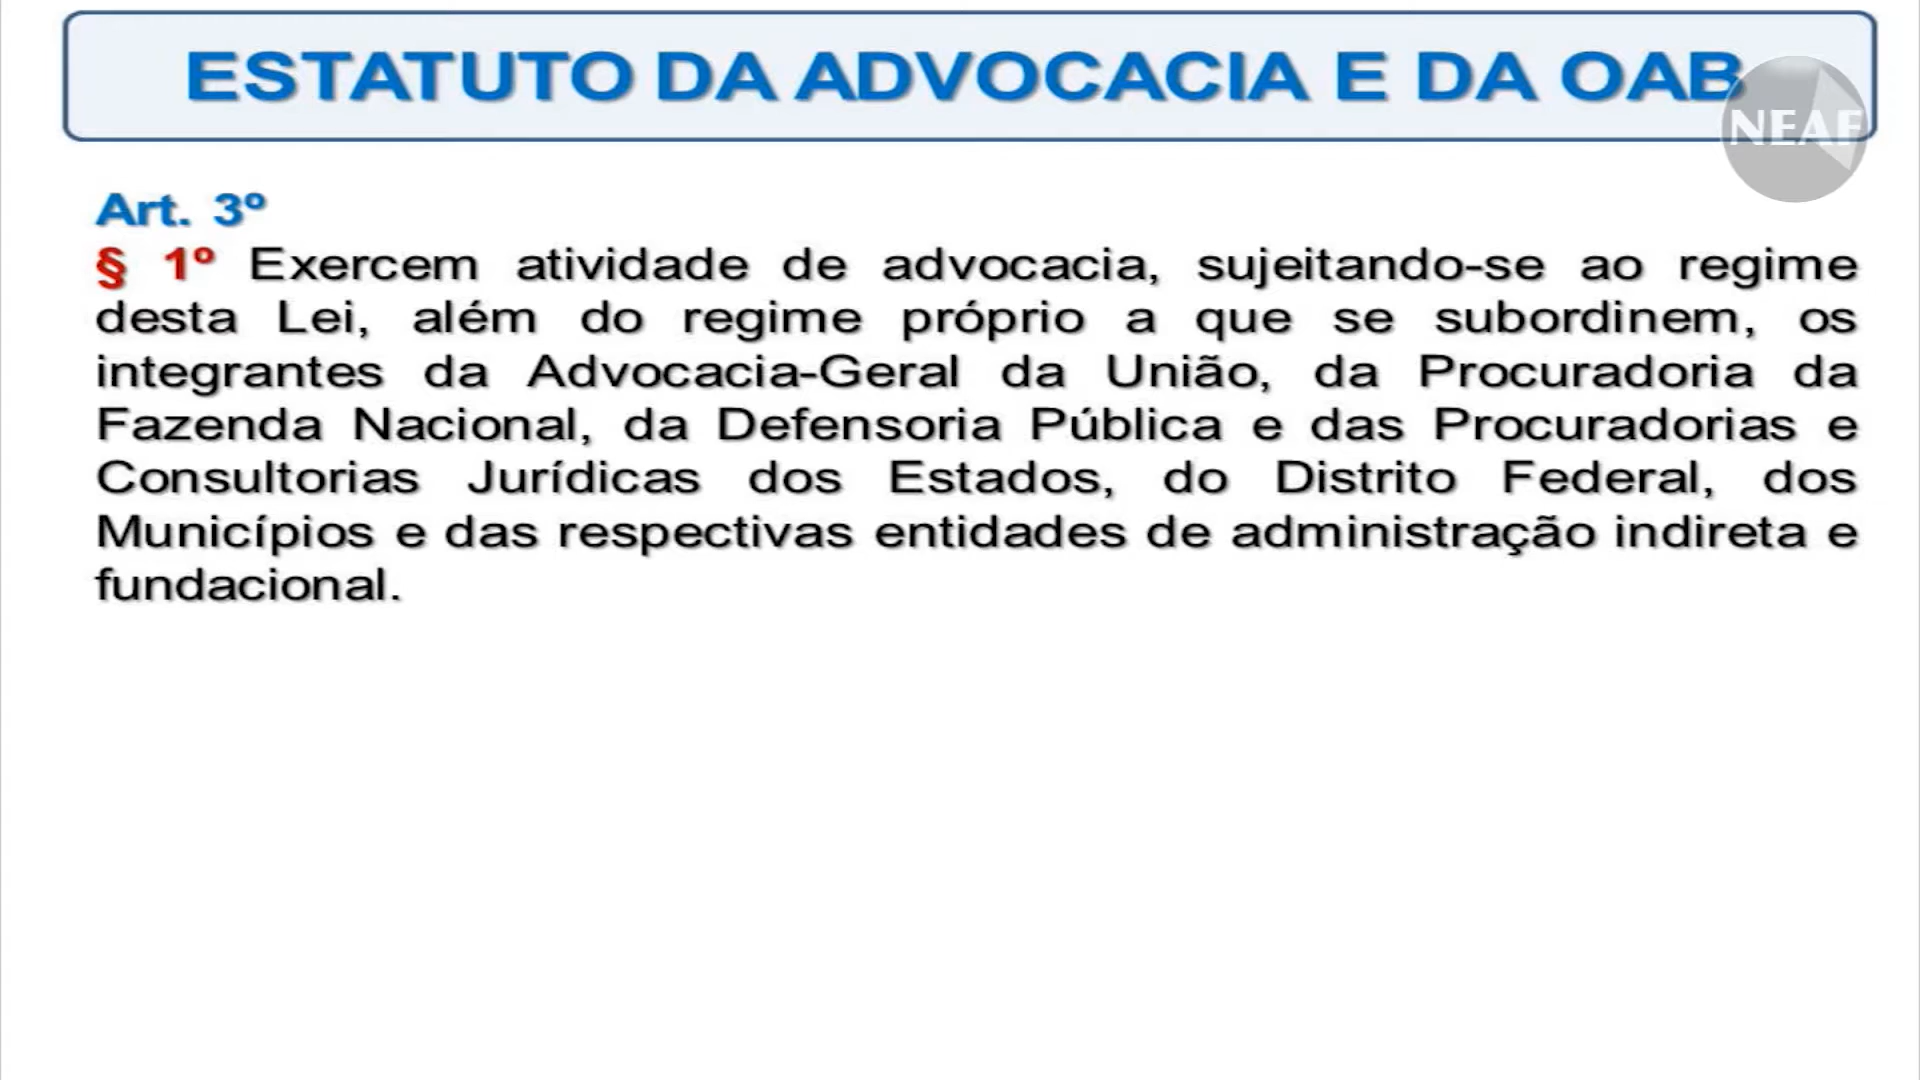 ESTATUTO DA ADVOCACIA E DA OAB
NEAF
Art. 3º
§ 1º Exercem atividade de advocacia, sujeitando-se ao regime
desta Lei, além do regime próprio a que se subordinem, os
integrantes da Advocacia-Geral da União, da Procuradoria da
Fazenda Nacional, da Defensoria Pública e das Procuradorias e
Consultorias Jurídicas dos Estados, do Distrito Federal, dos
Municípios e das respectivas entidades de administração indireta e
fundacional.